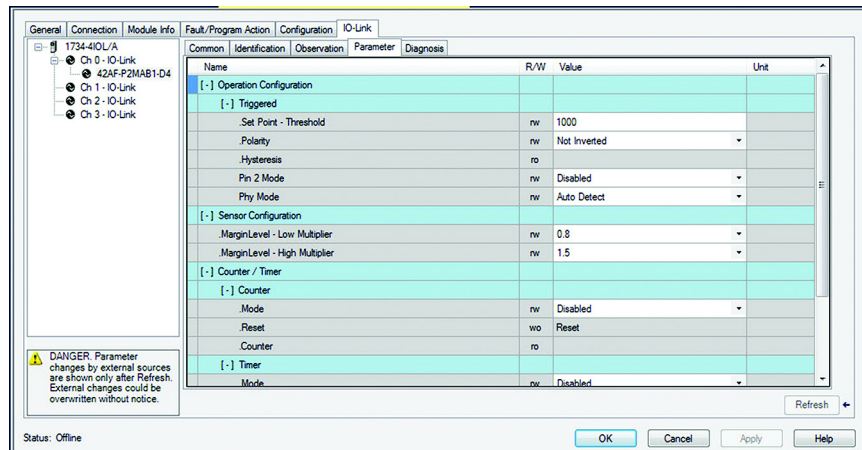 General Connection Module Info Fault/Program Action Configuration IO-Link
1734-4IOL/A
Ch 0 - IO-Link
42AF-P2MAB1-D4
Ch 1 - IO-Link
Ch 2 - IO-Link
Ch 3 - IO-Link
Common Identification Observation Parameter Diagnosis
Name R/W Value Unit
[-] Operation Configuration
[-] Triggered
.Set Point - Threshold rw 1000
.Polarity rw Not Inverted
.Hysteresis ro
Pin 2 Mode rw Disabled
Phy Mode rw Auto Detect
[-] Sensor Configuration
.MarginLevel - Low Multiplier rw 0.8
.MarginLevel - High Multiplier rw 1.5
[-] Counter / Timer
[-] Counter
.Mode rw Disabled
.Reset wo Reset
.Counter ro
[-] Timer
Mode rw Disabled
DANGER. Parameter
changes by external sources
are shown only after Refresh.
External changes could be
overwritten without notice.
Refresh
Status: Offline
OK Cancel Apply Help